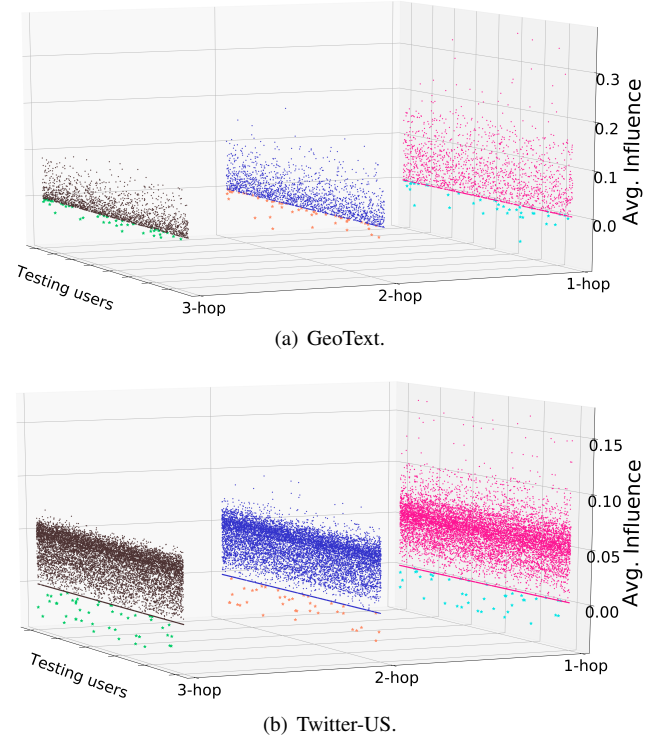 0.3
0.2
0.1
0.0
Avg. Influence
Testing users
3-hop
2-hop
1-hop
(a) GeoText.
0.15
0.10
0.05
0.00
Avg. Influence
Testing users
3-hop
2-hop
1-hop
(b) Twitter-US.